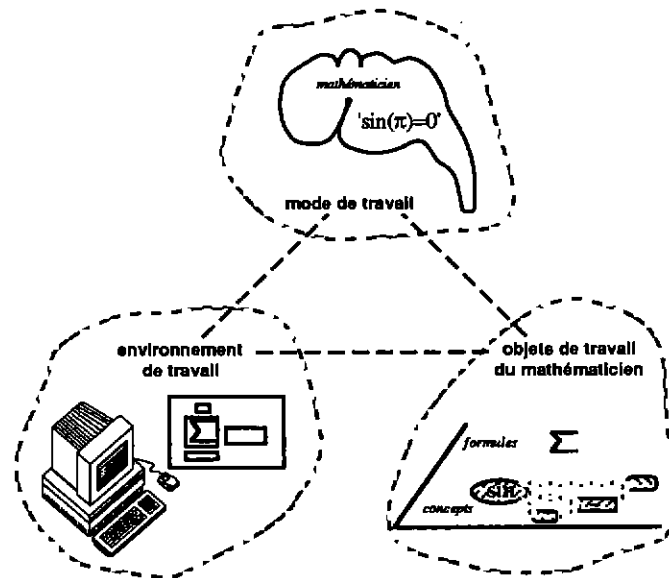 mathématicien
'sin(π)=0'
mode de travail
environnement
de travail
objets de travail
du mathématicien
Σ
formules
Σ
sin
concepts